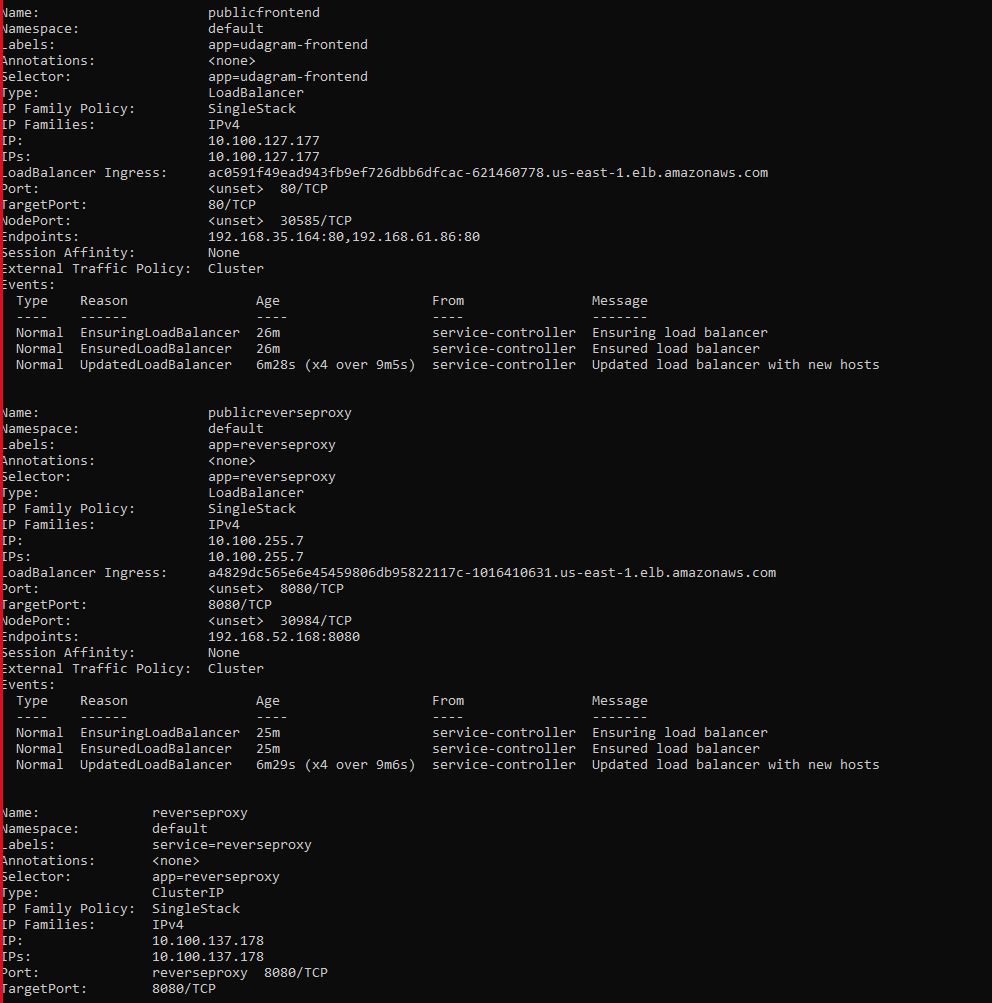 Name:                     publicfrontend
Namespace:                default
Labels:                   app=udagram-frontend
Annotations:              <none>
Selector:                 app=udagram-frontend
Type:                     LoadBalancer
IP Family Policy:         SingleStack
IP Families:              IPv4
IP:                       10.100.127.177
IPs:                      10.100.127.177
LoadBalancer Ingress:     ac0591f49ead943fb9ef726dbb6dfcac-621460778.us-east-1.elb.amazonaws.com
Port:                     <unset>  80/TCP
TargetPort:               80/TCP
NodePort:                 <unset>  30585/TCP
Endpoints:                192.168.35.164:80,192.168.61.86:80
Session Affinity:         None
External Traffic Policy:  Cluster
Events:
  Type    Reason                Age                  From                Message
  ----    ------                ----                 ----                -------
  Normal  EnsuringLoadBalancer  26m                  service-controller  Ensuring load balancer
  Normal  EnsuredLoadBalancer   26m                  service-controller  Ensured load balancer
  Normal  UpdatedLoadBalancer   6m28s (x4 over 9m5s)  service-controller  Updated load balancer with new hosts
Name:                     publicreverseproxy
Namespace:                default
Labels:                   app=reverseproxy
Annotations:              <none>
Selector:                 app=reverseproxy
Type:                     LoadBalancer
IP Family Policy:         SingleStack
IP Families:              IPv4
IP:                       10.100.255.7
IPs:                      10.100.255.7
LoadBalancer Ingress:     a4829dc565e6e45459806db95822117c-1016410631.us-east-1.elb.amazonaws.com
Port:                     <unset>  8080/TCP
TargetPort:               8080/TCP
NodePort:                 <unset>  30984/TCP
Endpoints:                192.168.52.168:8080
Session Affinity:         None
External Traffic Policy:  Cluster
Events:
  Type    Reason                Age                  From                Message
  ----    ------                ----                 ----                -------
  Normal  EnsuringLoadBalancer  25m                  service-controller  Ensuring load balancer
  Normal  EnsuredLoadBalancer   25m                  service-controller  Ensured load balancer
  Normal  UpdatedLoadBalancer   6m29s (x4 over 9m6s)  service-controller  Updated load balancer with new hosts
Name:              reverseproxy
Namespace:         default
Labels:            service=reverseproxy
Annotations:       <none>
Selector:          app=reverseproxy
Type:              ClusterIP
IP Family Policy:  SingleStack
IP Families:       IPv4
IP:                10.100.137.178
IPs:               10.100.137.178
Port:              reverseproxy  8080/TCP
TargetPort:        8080/TCP